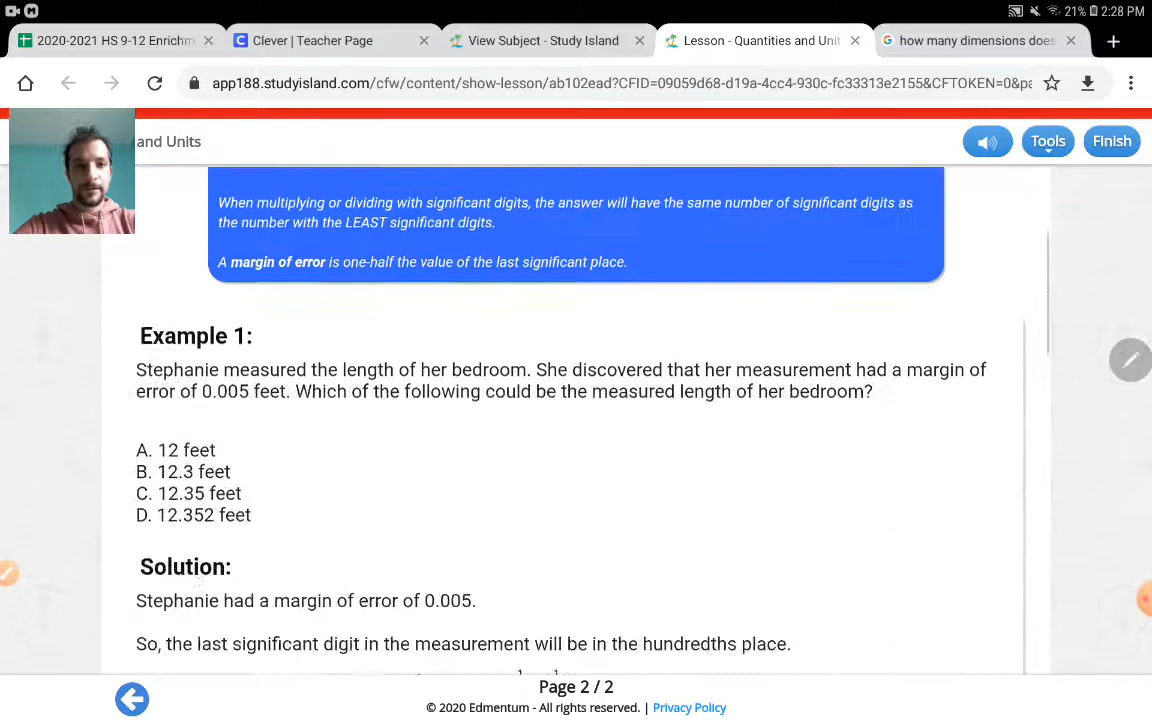 21% 2:28 PM
2020-2021 HS 9-12 Enrichm
Clever | Teacher Page
View Subject - Study Island
Lesson - Quantities and Unit
how many dimensions does
app188.studyisland.com/cfw/content/show-lesson/ab102ead?CFID=09059d68-d19a-4cc4-930c-fc33313e2155&CFTOKEN=0&pa
and Units
Tools
Finish
When multiplying or dividing with significant digits, the answer will have the same number of significant digits as
the number with the LEAST significant digits.
A margin of error is one-half the value of the last significant place.
Example 1:
Stephanie measured the length of her bedroom. She discovered that her measurement had a margin of
error of 0.005 feet. Which of the following could be the measured length of her bedroom?
A. 12 feet
B. 12.3 feet
C. 12.35 feet
D. 12.352 feet
Solution:
Stephanie had a margin of error of 0.005.
So, the last significant digit in the measurement will be in the hundredths place.
Page 2 / 2
© 2020 Edmentum - All rights reserved. | Privacy Policy